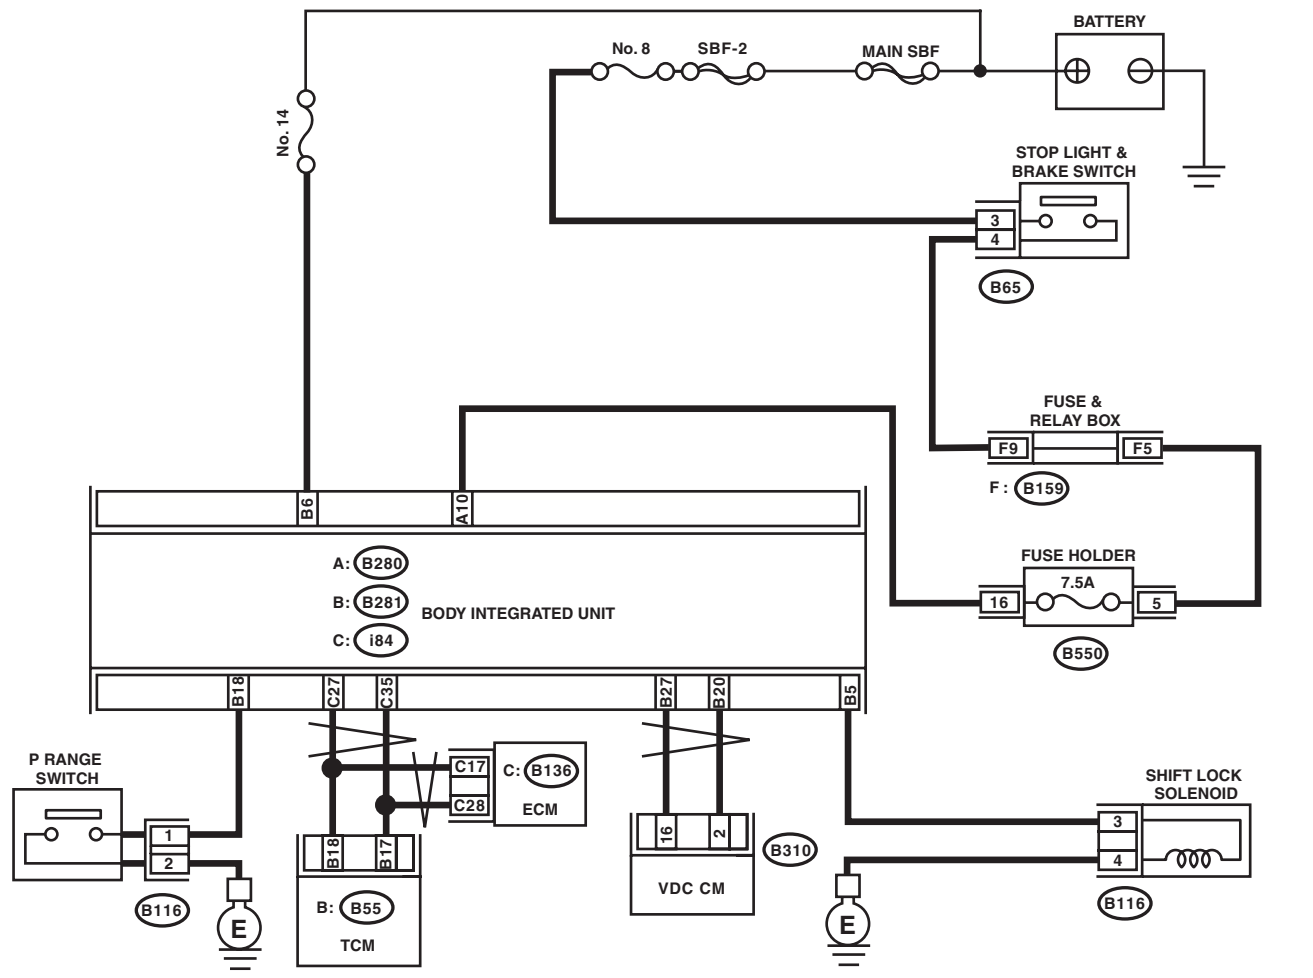 BATTERY
No. 8
SBF-2
MAIN SBF
No. 14
STOP LIGHT &
BRAKE SWITCH
3
4
B65
FUSE &
RELAY BOX
F9
F5
F: B159
FUSE HOLDER
7.5A
16
5
B550
B6
A10
A: B280
B: B281
C: i84
BODY INTEGRATED UNIT
B18
C27
C35
B27
B20
B5
P RANGE
SWITCH
1
2
B116
E
C17
C28
C: B136
ECM
B18
B17
B: B55
TCM
16
2
B310
VDC CM
SHIFT LOCK
SOLENOID
3
4
B116
E